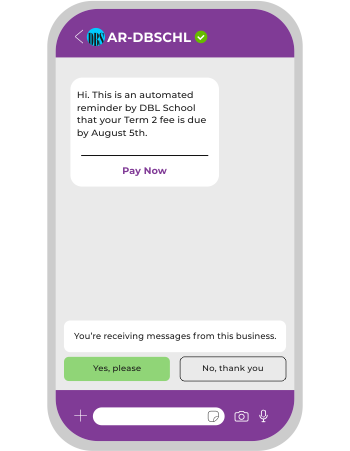 AR-DBSCHL
Hi. This is an automated
reminder by DBL School
that your Term 2 fee is due
by August 5th.
Pay Now
You're receiving messages from this business.
Yes, please
No, thank you